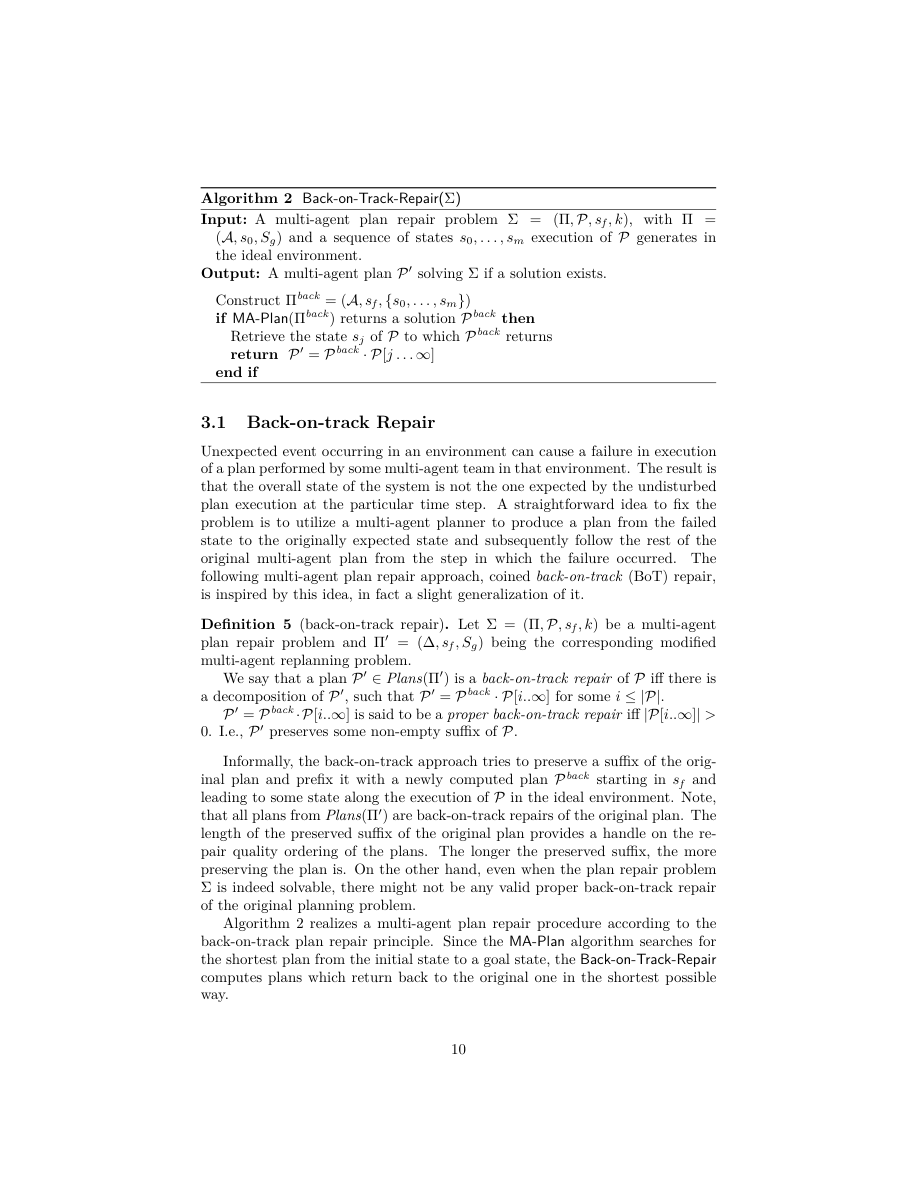 Algorithm 2 Back-on-Track-Repair(Σ)
Input: A multi-agent plan repair problem Σ = (Π, 𝒫, s_f, k), with Π =
(𝒜, s_0, S_g) and a sequence of states s_0, . . . , s_m execution of 𝒫 generates in
the ideal environment.
Output: A multi-agent plan 𝒫′ solving Σ if a solution exists.
Construct Π^back = (𝒜, s_f, {s_0, . . . , s_m})
if MA-Plan(Π^back) returns a solution 𝒫^back then
Retrieve the state s_j of 𝒫 to which 𝒫^back returns
return 𝒫′ = 𝒫^back · 𝒫[j . . . ∞]
end if
3.1 Back-on-track Repair
Unexpected event occurring in an environment can cause a failure in execution
of a plan performed by some multi-agent team in that environment. The result is
that the overall state of the system is not the one expected by the undisturbed
plan execution at the particular time step. A straightforward idea to fix the
problem is to utilize a multi-agent planner to produce a plan from the failed
state to the originally expected state and subsequently follow the rest of the
original multi-agent plan from the step in which the failure occurred. The
following multi-agent plan repair approach, coined back-on-track (BoT) repair,
is inspired by this idea, in fact a slight generalization of it.
Definition 5 (back-on-track repair). Let Σ = (Π, 𝒫, s_f, k) be a multi-agent
plan repair problem and Π′ = (Δ, s_f, S_g) being the corresponding modified
multi-agent replanning problem.
We say that a plan 𝒫′ ∈ Plans(Π′) is a back-on-track repair of 𝒫 iff there is
a decomposition of 𝒫′, such that 𝒫′ = 𝒫^back · 𝒫[i..∞] for some i ≤ |𝒫|.
𝒫′ = 𝒫^back · 𝒫[i..∞] is said to be a proper back-on-track repair iff |𝒫[i..∞]| >
0. I.e., 𝒫′ preserves some non-empty suffix of 𝒫.
Informally, the back-on-track approach tries to preserve a suffix of the orig-
inal plan and prefix it with a newly computed plan 𝒫^back starting in s_f and
leading to some state along the execution of 𝒫 in the ideal environment. Note,
that all plans from Plans(Π′) are back-on-track repairs of the original plan. The
length of the preserved suffix of the original plan provides a handle on the re-
pair quality ordering of the plans. The longer the preserved suffix, the more
preserving the plan is. On the other hand, even when the plan repair problem
Σ is indeed solvable, there might not be any valid proper back-on-track repair
of the original planning problem.
Algorithm 2 realizes a multi-agent plan repair procedure according to the
back-on-track plan repair principle. Since the MA-Plan algorithm searches for
the shortest plan from the initial state to a goal state, the Back-on-Track-Repair
computes plans which return back to the original one in the shortest possible
way.
10